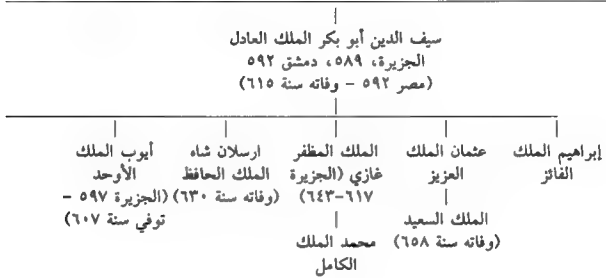 سيف الدين أبو بكر الملك العادل
الجزيرة، ٥٨٩، دمشق ٥٩٢
(مصر ٥٩٢ – وفاته سنة ٦١٥)
إبراهيم الملك
الفائز
عثمان الملك
العزيز
الملك السعيد
(وفاته سنة ٦٥٨)
الملك المظفر
غازي (الجزيرة
٦١٧–٦٤٣)
محمد الملك
الكامل
ارسلان شاه
الملك الحافظ
(وفاته سنة ٦٣٠)
أيوب الملك
الأوحد
(الجزيرة ٥٩٧ –
توفي سنة ٦٠٧)